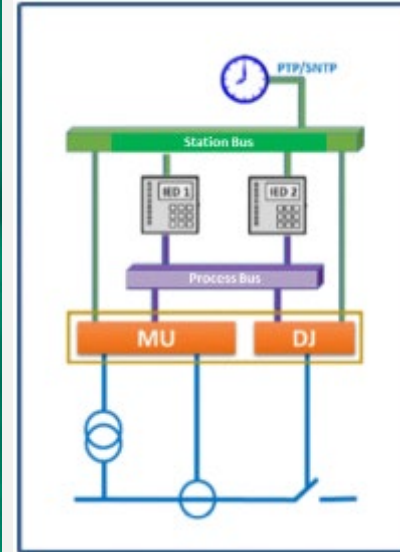 PTP/SNTP
Station Bus
IED 1
IED 2
Process Bus
MU
DJ